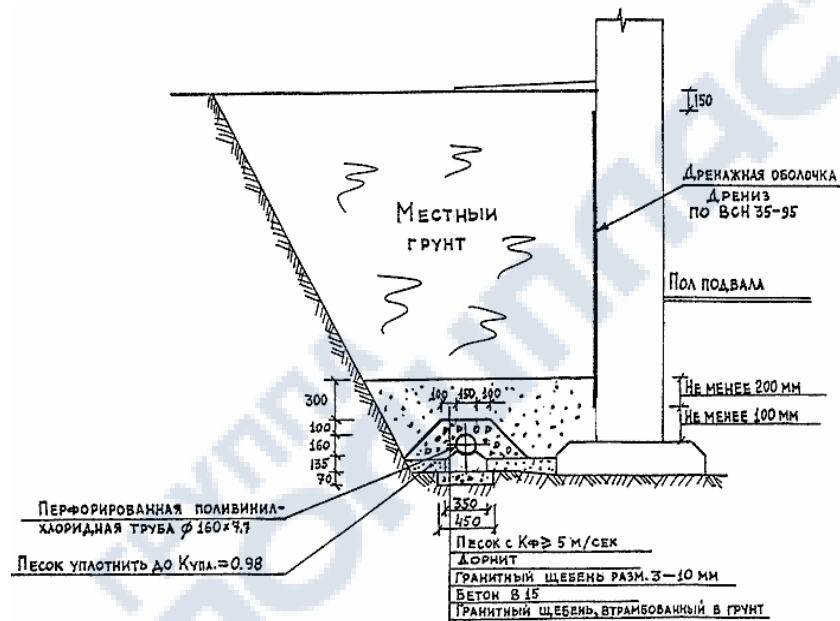 150
Дренажная оболочка
Дрениз
по ВСН 35-95
Местный
грунт
Пол подвала
300
100
160
135
70
100 150 100
Не менее 200 мм
Не менее 100 мм
350
450
Перфорированная поливинил-
хлоридная труба ϕ 160×7,7
Песок уплотнить до Купл.=0.98
Песок с Кф≥ 5 м/сек
Дорнит
Гранитный щебень разм. 3-10 мм
Бетон В 15
Гранитный щебень, втрамбованный в грунт